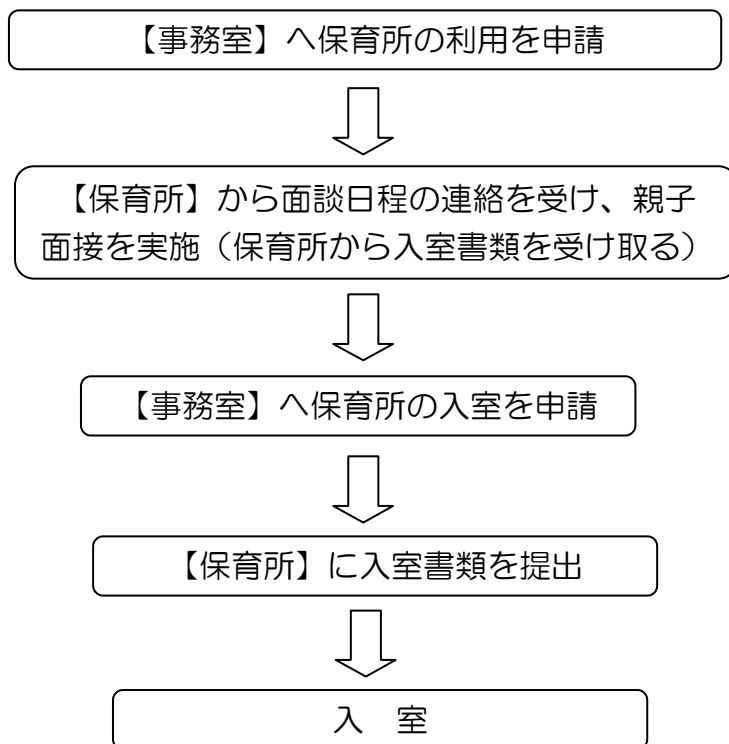 【事務室】へ保育所の利用を申請
【保育所】から面談日程の連絡を受け、親子
面接を実施（保育所から入室書類を受け取る）
【事務室】へ保育所の入室を申請
【保育所】に入室書類を提出
入　室